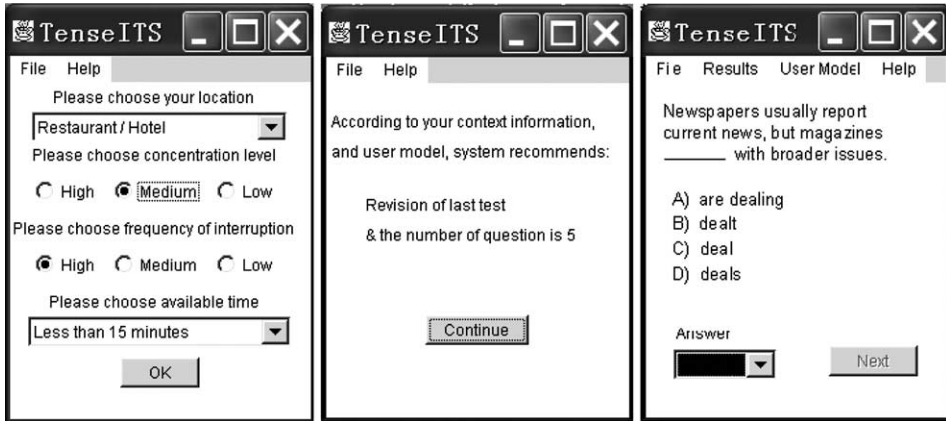 TenseITS
File Help
Please choose your location
Restaurant / Hotel
Please choose concentration level
High Medium Low
Please choose frequency of interruption
High Medium Low
Please choose available time
Less than 15 minutes
OK
TenseITS
File Help
According to your context information,
and user model, system recommends:
Revision of last test
& the number of question is 5
Continue
TenseITS
File Results User Model Help
Newspapers usually report
current news, but magazines
______ with broader issues.
A) are dealing
B) dealt
C) deal
D) deals
Answer
Next